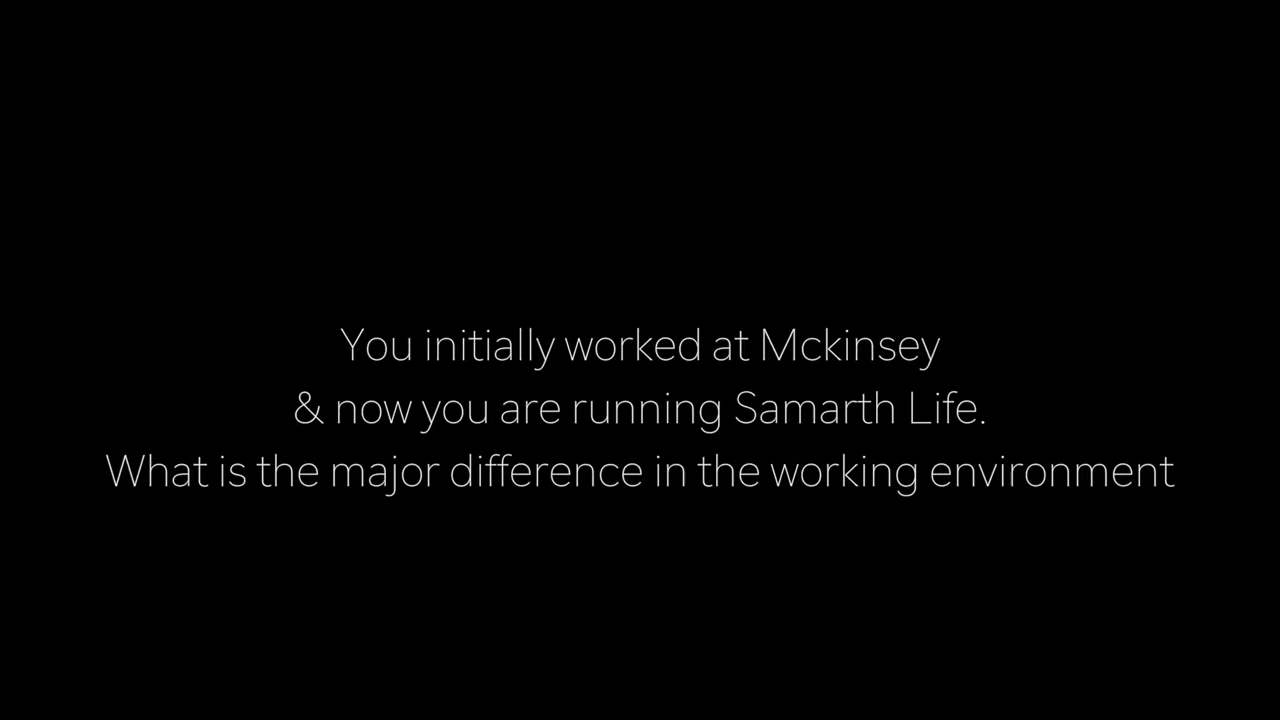 You initially worked at Mckinsey
& now you are running Samarth Life.
What is the major difference in the working environment